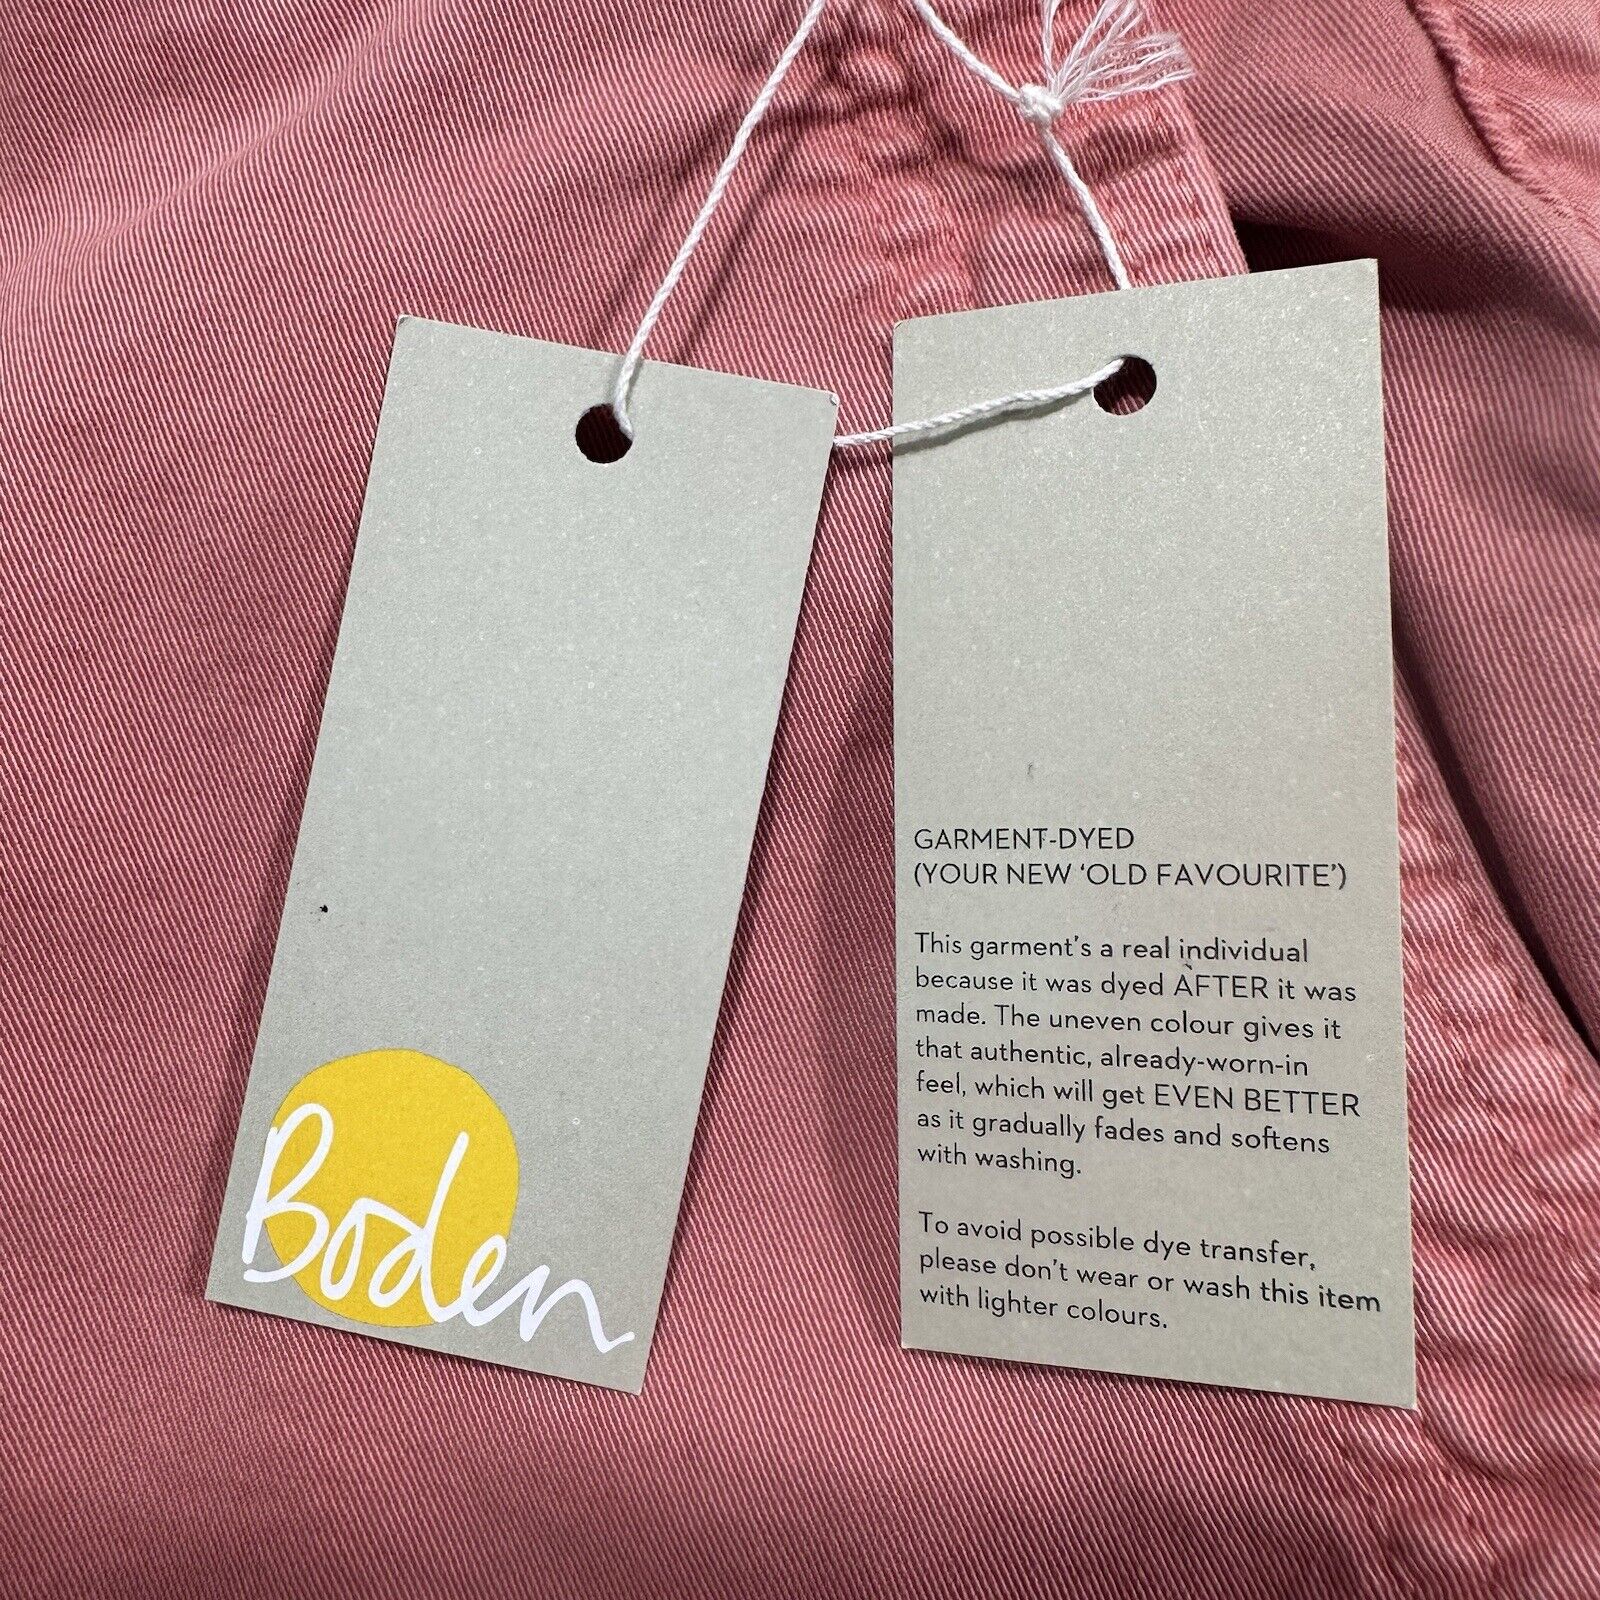 Boden
GARMENT-DYED
(YOUR NEW ‘OLD FAVOURITE’)
This garment's a real individual
because it was dyed AFTER it was
made. The uneven colour gives it
that authentic, already-worn-in
feel, which will get EVEN BETTER
as it gradually fades and softens
with washing.
To avoid possible dye transfer,
please don't wear or wash this item
with lighter colours.